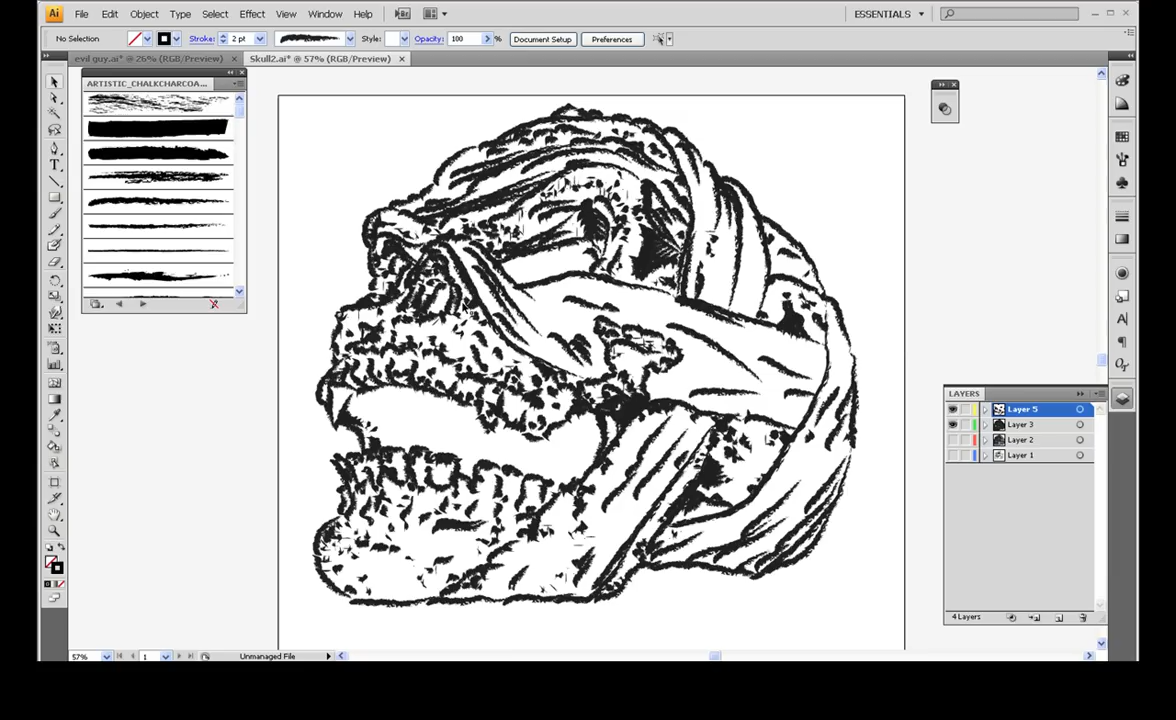 Ai File Edit Object Type Select Effect View Window Help Br ESSENTIALS
No Selection Stroke: 2 pt Style: Opacity: 100 % Document Setup Preferences
evil guy.ai* @ 26% (RGB/Preview) × Skull2.ai* @ 57% (RGB/Preview) ×
ARTISTIC_CHALKCHARCOA...
LAYERS
Layer 5
Layer 3
Layer 2
Layer 1
4 Layers
57% 1 Unmanaged File